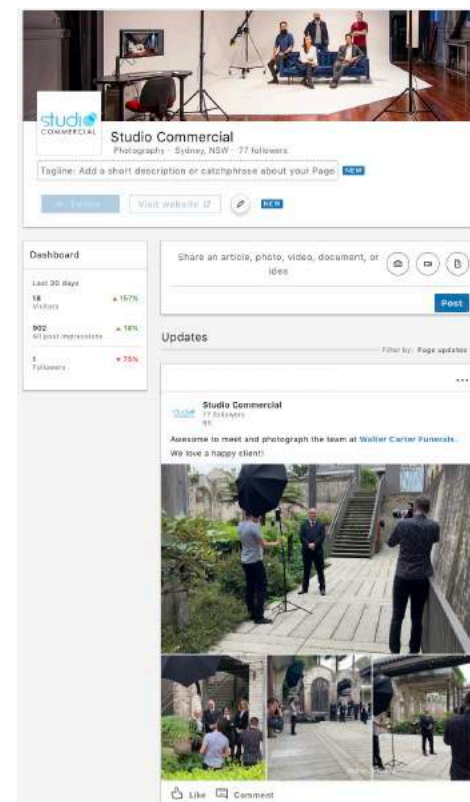 studio
COMMERCIAL
Studio Commercial
Photography · Sydney, NSW · 77 followers
Tagline: Add a short description or catchphrase about your Page
NEW
Visit website
NEW
Dashboard
Last 30 days
18
Visitors
▲ 157%
902
All post impressions
▲ 18%
1
Followers
▼ 75%
Share an article, photo, video, document, or
idea
Post
Updates
Filter by: Page updates
Studio Commercial
77 followers
Awesome to meet and photograph the team at Walter Carter Funerals.
We love a happy client!
Like
Comment